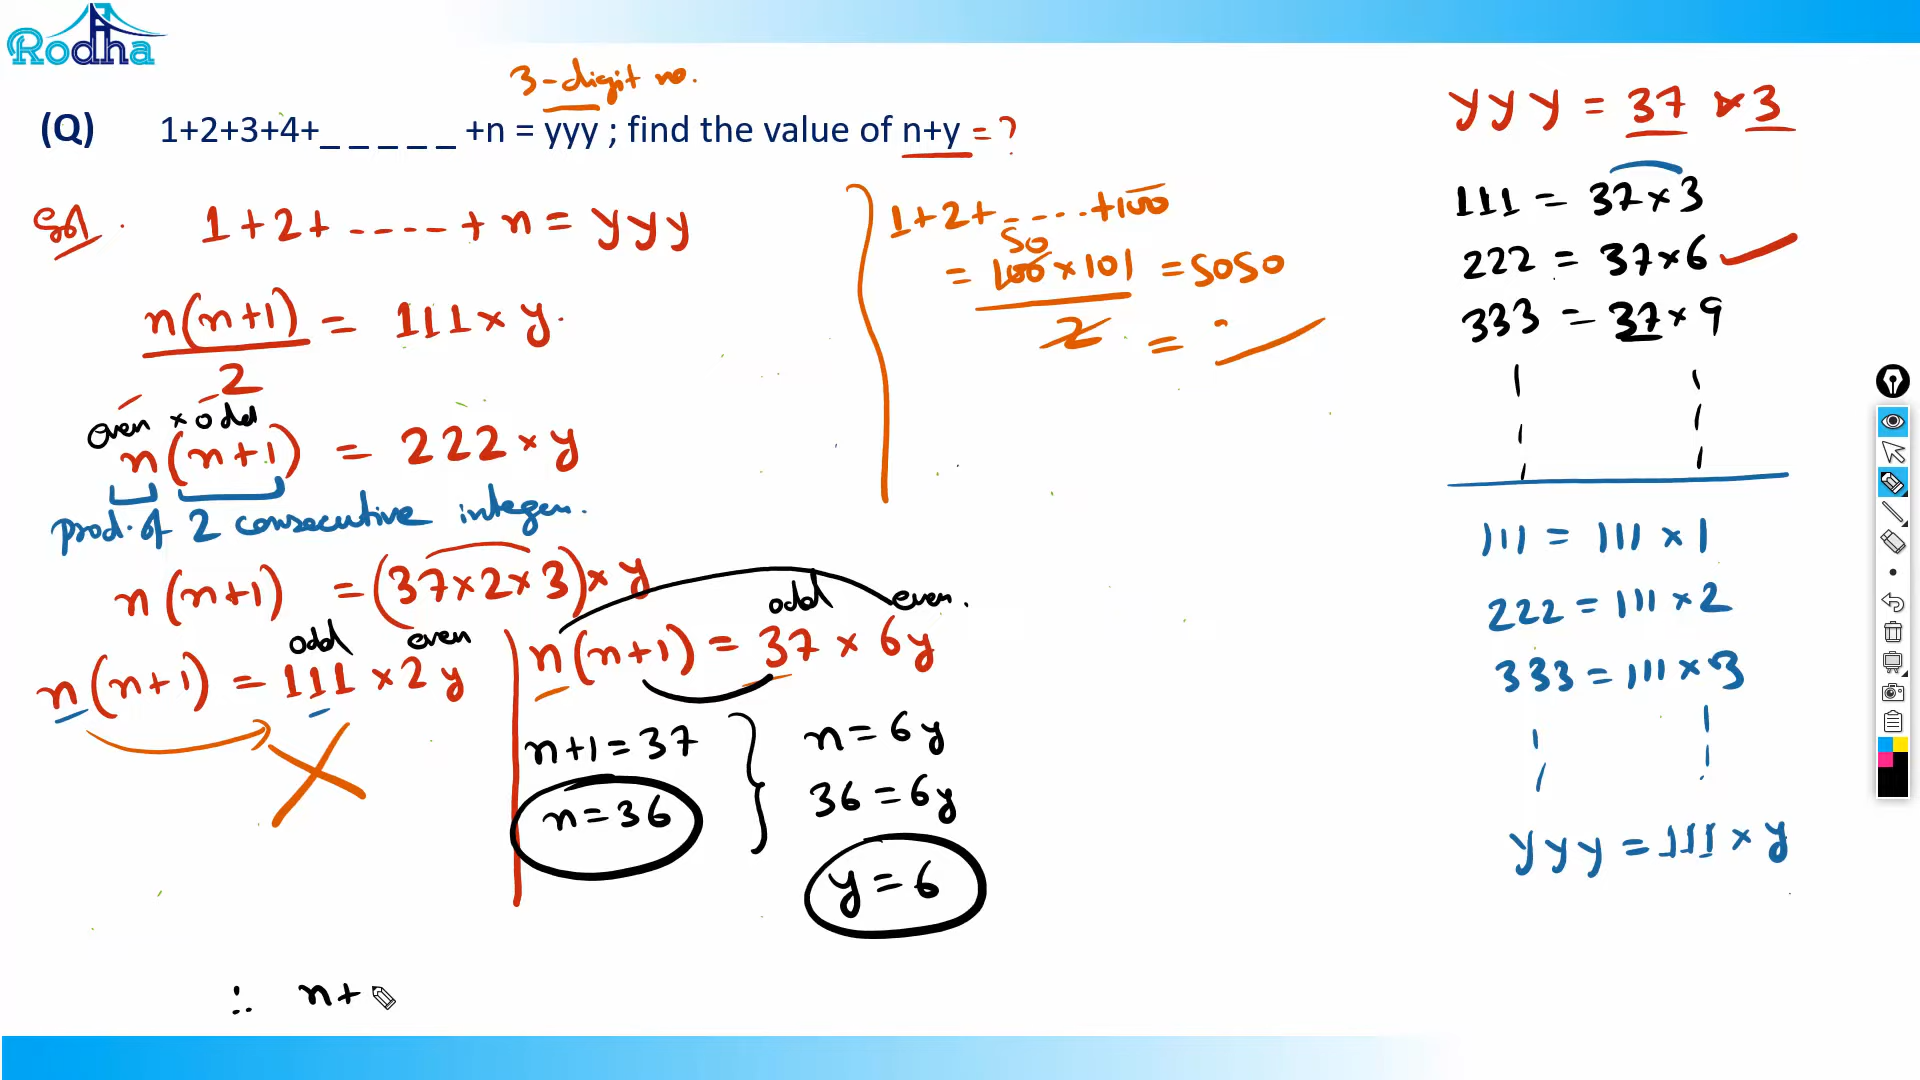 Rodha
3-digit no.
(Q) 1+2+3+4+_ _ _ _ _ +n = yyy ; find the value of n+y = ?
Sol. 1+2+ ----- + n = yyy
n(n+1)/2 = 111 × y.
even × odd
n(n+1) = 222 × y
prod. of 2 consecutive integers.
n(n+1) = (37×2×3) × y
odd even
n(n+1) = 111 × 2y
odd even.
n(n+1) = 37 × 6y
n+1 = 37
n = 36
n = 6y
36 = 6y
y = 6
∴ n+
1+2+ ----- +100
50
= 100 × 101 / 2 = 5050
=
yyy = 37 × 3
111 = 37×3
222 = 37×6
333 = 37×9
111 = 111 × 1
222 = 111 × 2
333 = 111 × 3
yyy = 111 × y